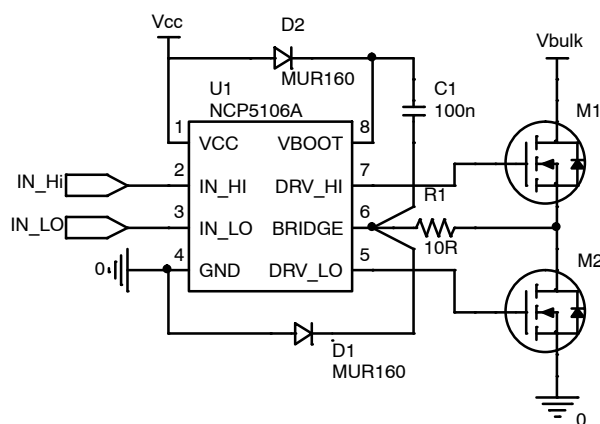 Vcc
D2
MUR160
Vbulk
U1
NCP5106A
C1
100n
M1
1
VCC
VBOOT
8
2
IN_HI
DRV_HI
7
IN_Hi
R1
3
IN_LO
BRIDGE
6
IN_LO
10R
4
GND
DRV_LO
5
0
M2
D1
MUR160
0